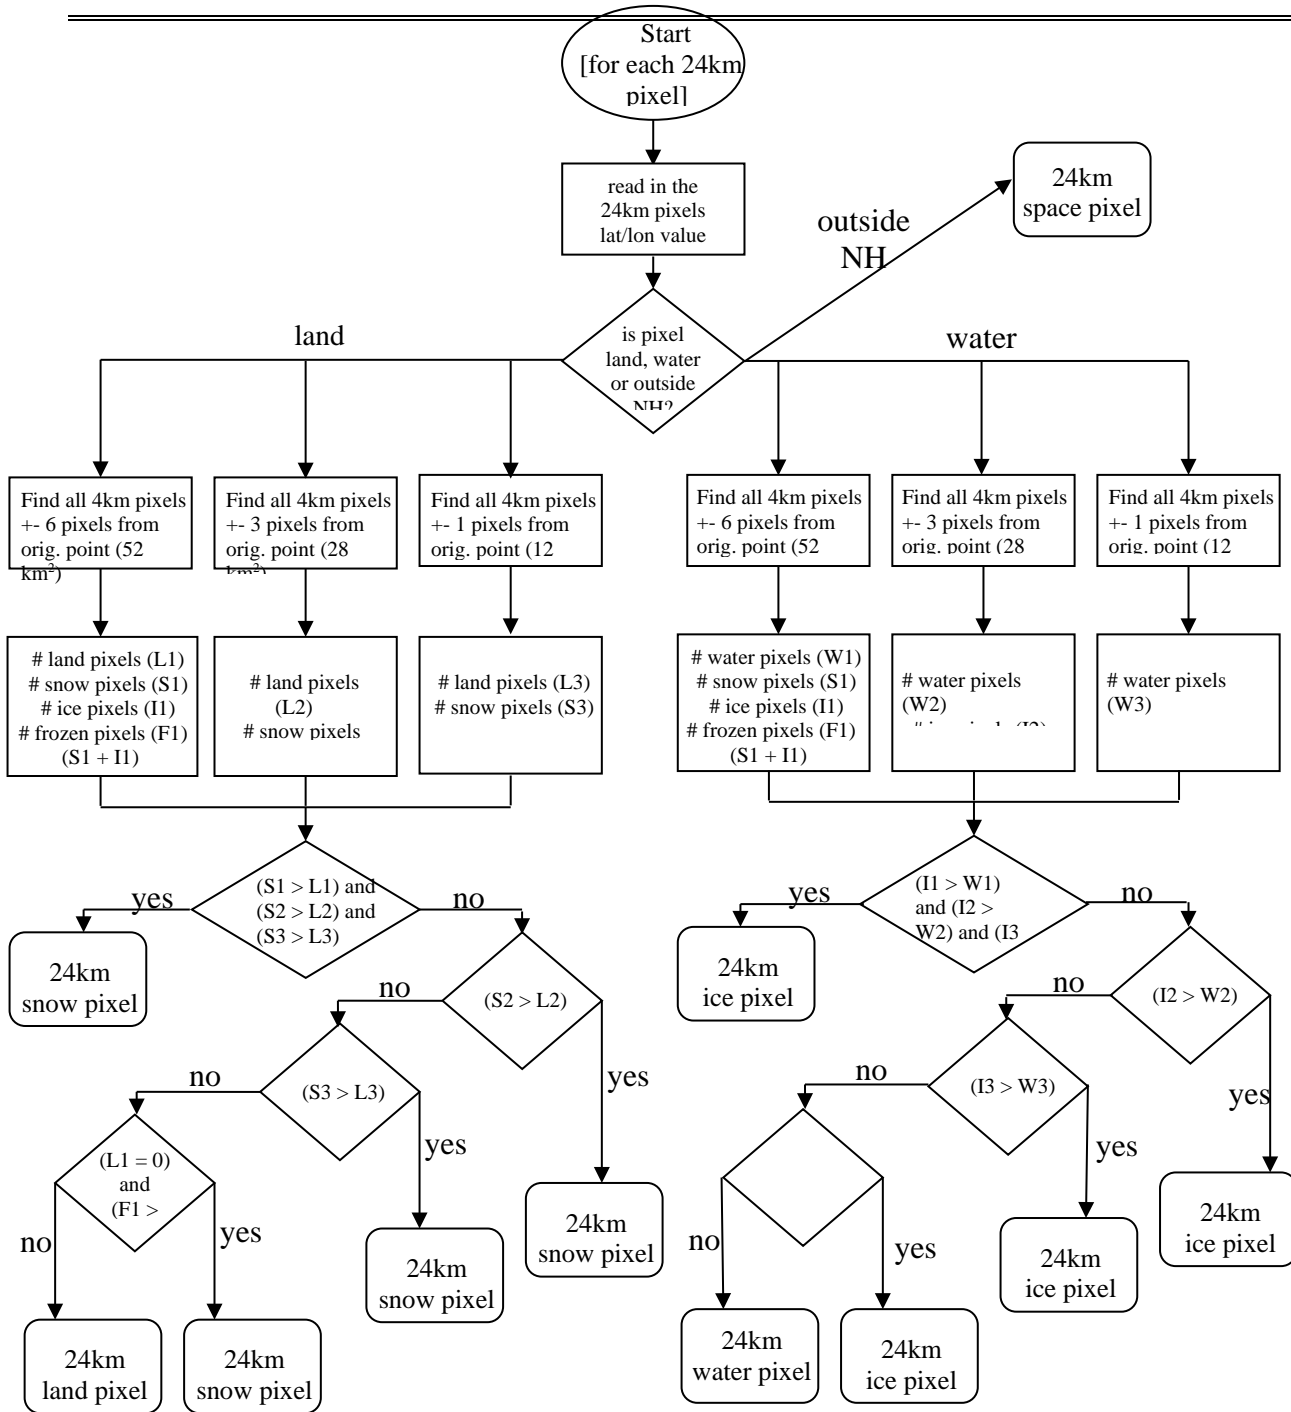 Start
[for each 24km
pixel]
read in the
24km pixels
lat/lon value
24km
space pixel
outside
NH
is pixel
land, water
or outside
NH?
land
water
Find all 4km pixels
+- 6 pixels from
orig. point (52
km²)
Find all 4km pixels
+- 3 pixels from
orig. point (28
km²)
Find all 4km pixels
+- 1 pixels from
orig. point (12
Find all 4km pixels
+- 6 pixels from
orig. point (52
Find all 4km pixels
+- 3 pixels from
orig. point (28
Find all 4km pixels
+- 1 pixels from
orig. point (12
# land pixels (L1)
# snow pixels (S1)
# ice pixels (I1)
# frozen pixels (F1)
(S1 + I1)
# land pixels
(L2)
# snow pixels
# land pixels (L3)
# snow pixels (S3)
# water pixels (W1)
# snow pixels (S1)
# ice pixels (I1)
# frozen pixels (F1)
(S1 + I1)
# water pixels
(W2)
# ice pixels (I2)
# water pixels
(W3)
yes
(S1 > L1) and
(S2 > L2) and
(S3 > L3)
no
yes
(I1 > W1)
and (I2 >
W2) and (I3
no
24km
snow pixel
no
(S2 > L2)
24km
ice pixel
no
(I2 > W2)
no
(S3 > L3)
yes
no
(I3 > W3)
yes
(L1 = 0)
and
(F1 >
yes
yes
no
yes
24km
snow pixel
no
yes
24km
ice pixel
24km
snow pixel
24km
ice pixel
24km
land pixel
24km
snow pixel
24km
water pixel
24km
ice pixel